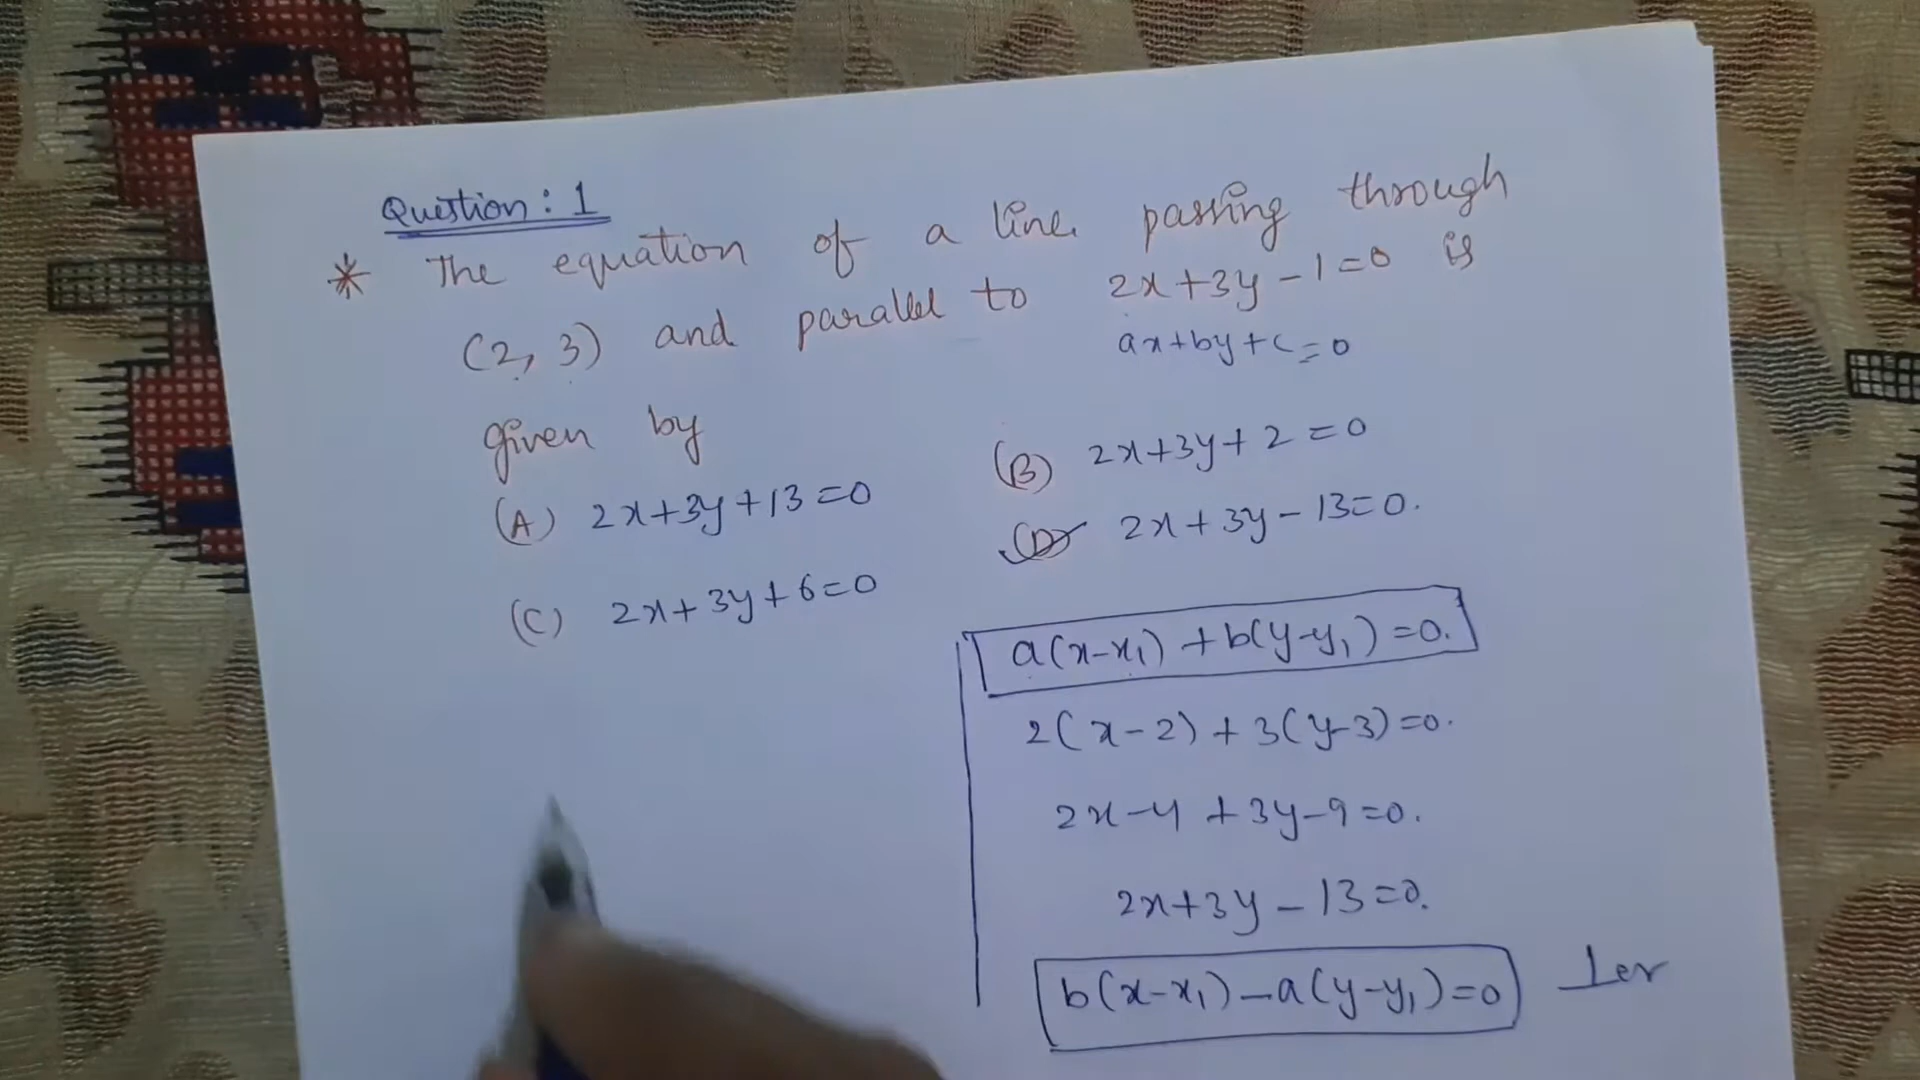 Question: 1
* The equation of a line passing through
(2, 3) and parallel to 2x+3y-1=0 is
ax+by+c=0
given by
(A) 2x+3y+13=0
(B) 2x+3y+2=0
(C) 2x+3y+6=0
(D) 2x+3y-13=0.
a(x-x₁)+b(y-y₁)=0.
2(x-2)+3(y-3)=0.
2x-4+3y-9=0.
2x+3y-13=0.
b(x-x₁)-a(y-y₁)=0 ⊥er